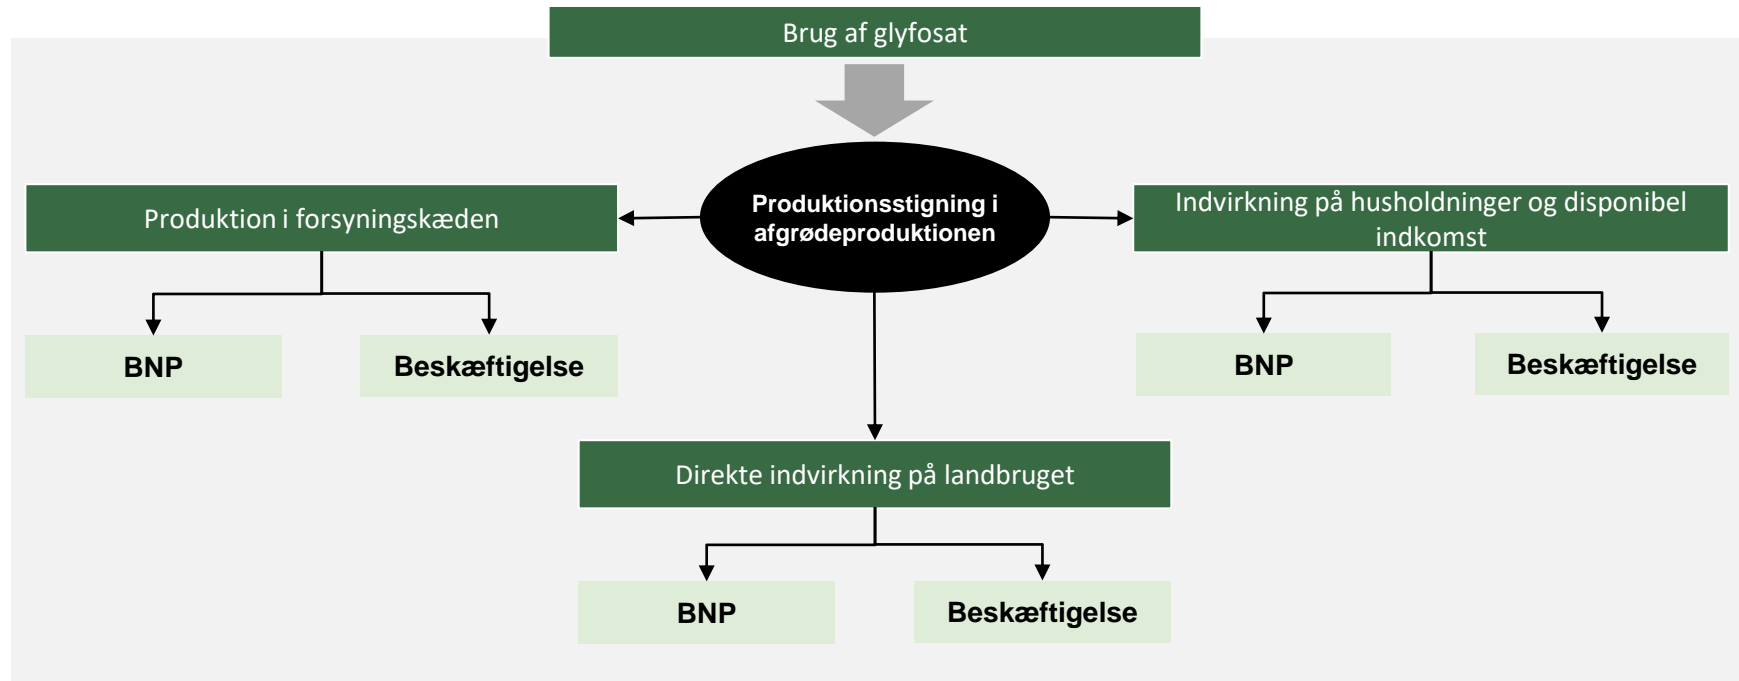 Brug af glyfosat
Produktionsstigning i
afgrødeproduktionen
Produktion i forsyningskæden
BNP
Beskæftigelse
Indvirkning på husholdninger og disponibel
indkomst
BNP
Beskæftigelse
Direkte indvirkning på landbruget
BNP
Beskæftigelse